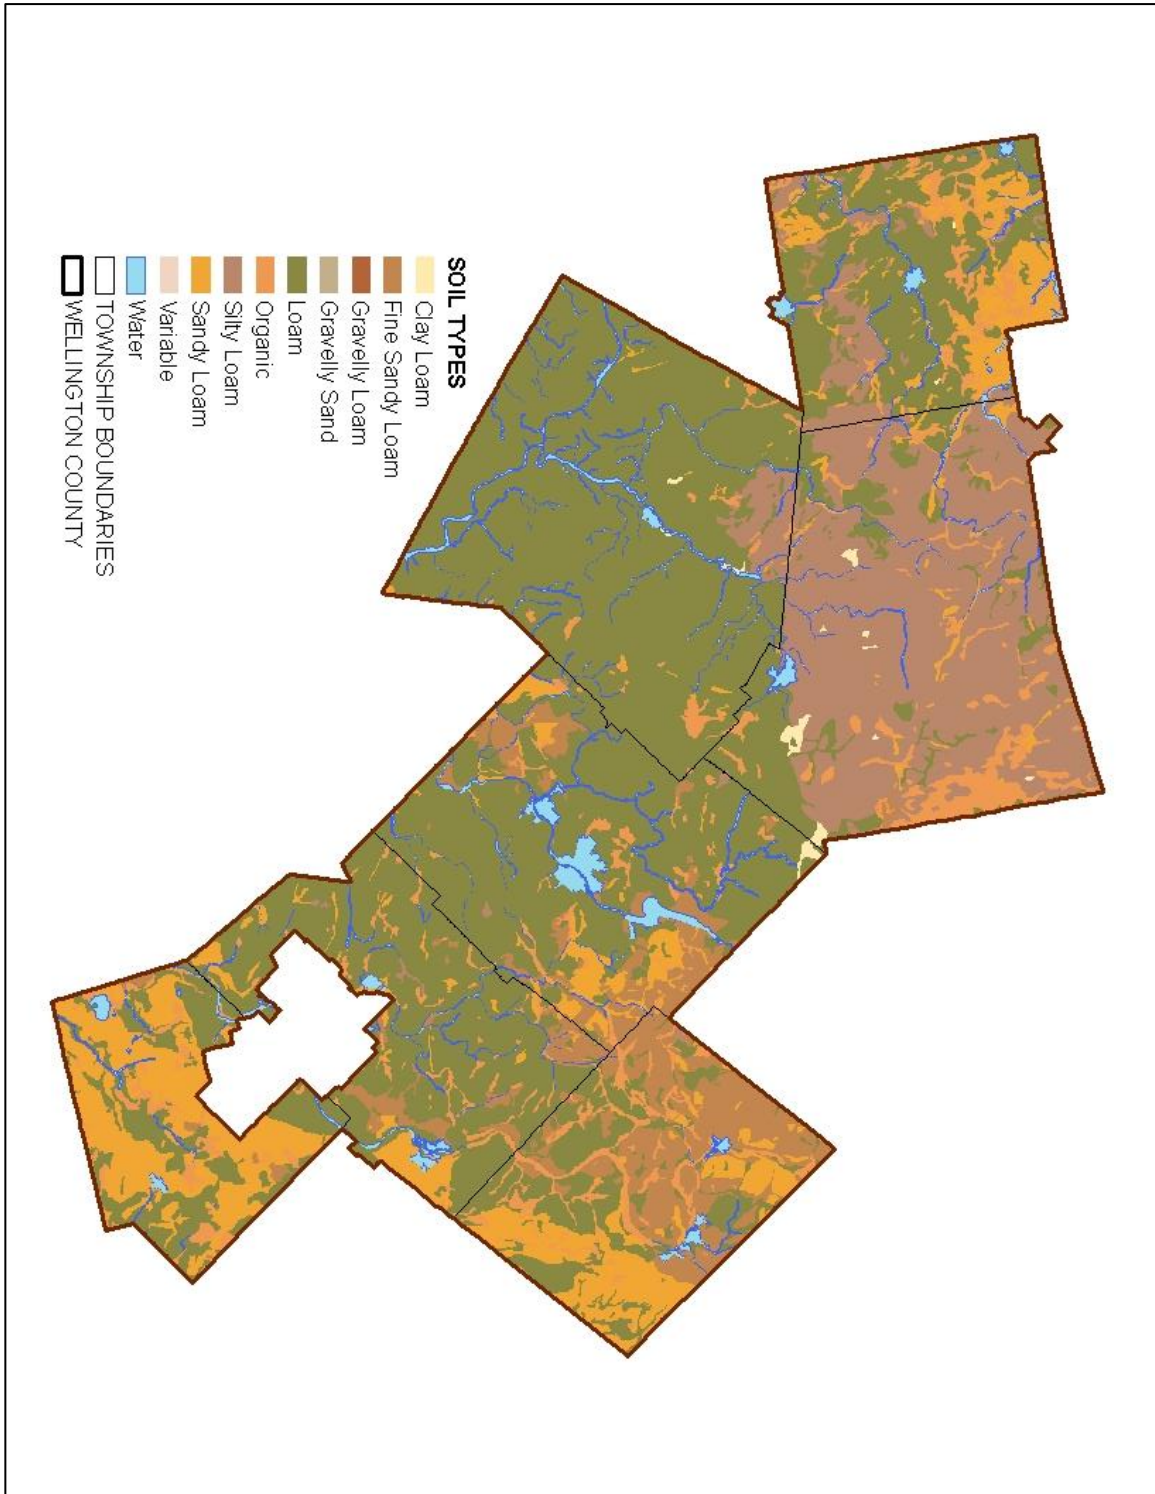 SOIL TYPES
Clay Loam
Fine Sandy Loam
Gravelly Loam
Gravelly Sand
Loam
Organic
Silty Loam
Sandy Loam
Variable
Water
TOWNSHIP BOUNDARIES
WELLINGTON COUNTY